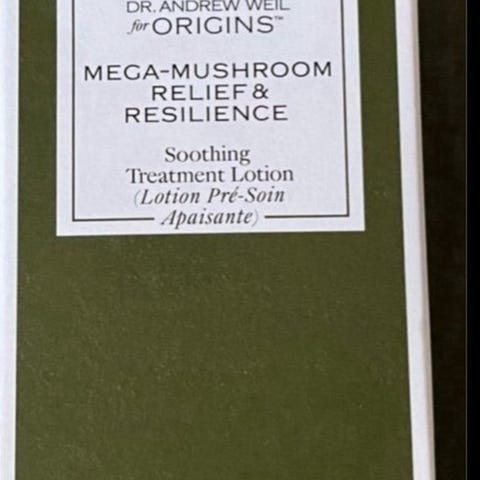 DR. ANDREW WEIL
for ORIGINS™
MEGA-MUSHROOM
RELIEF &
RESILIENCE
Soothing
Treatment Lotion
(Lotion Pré-Soin
Apaisante)